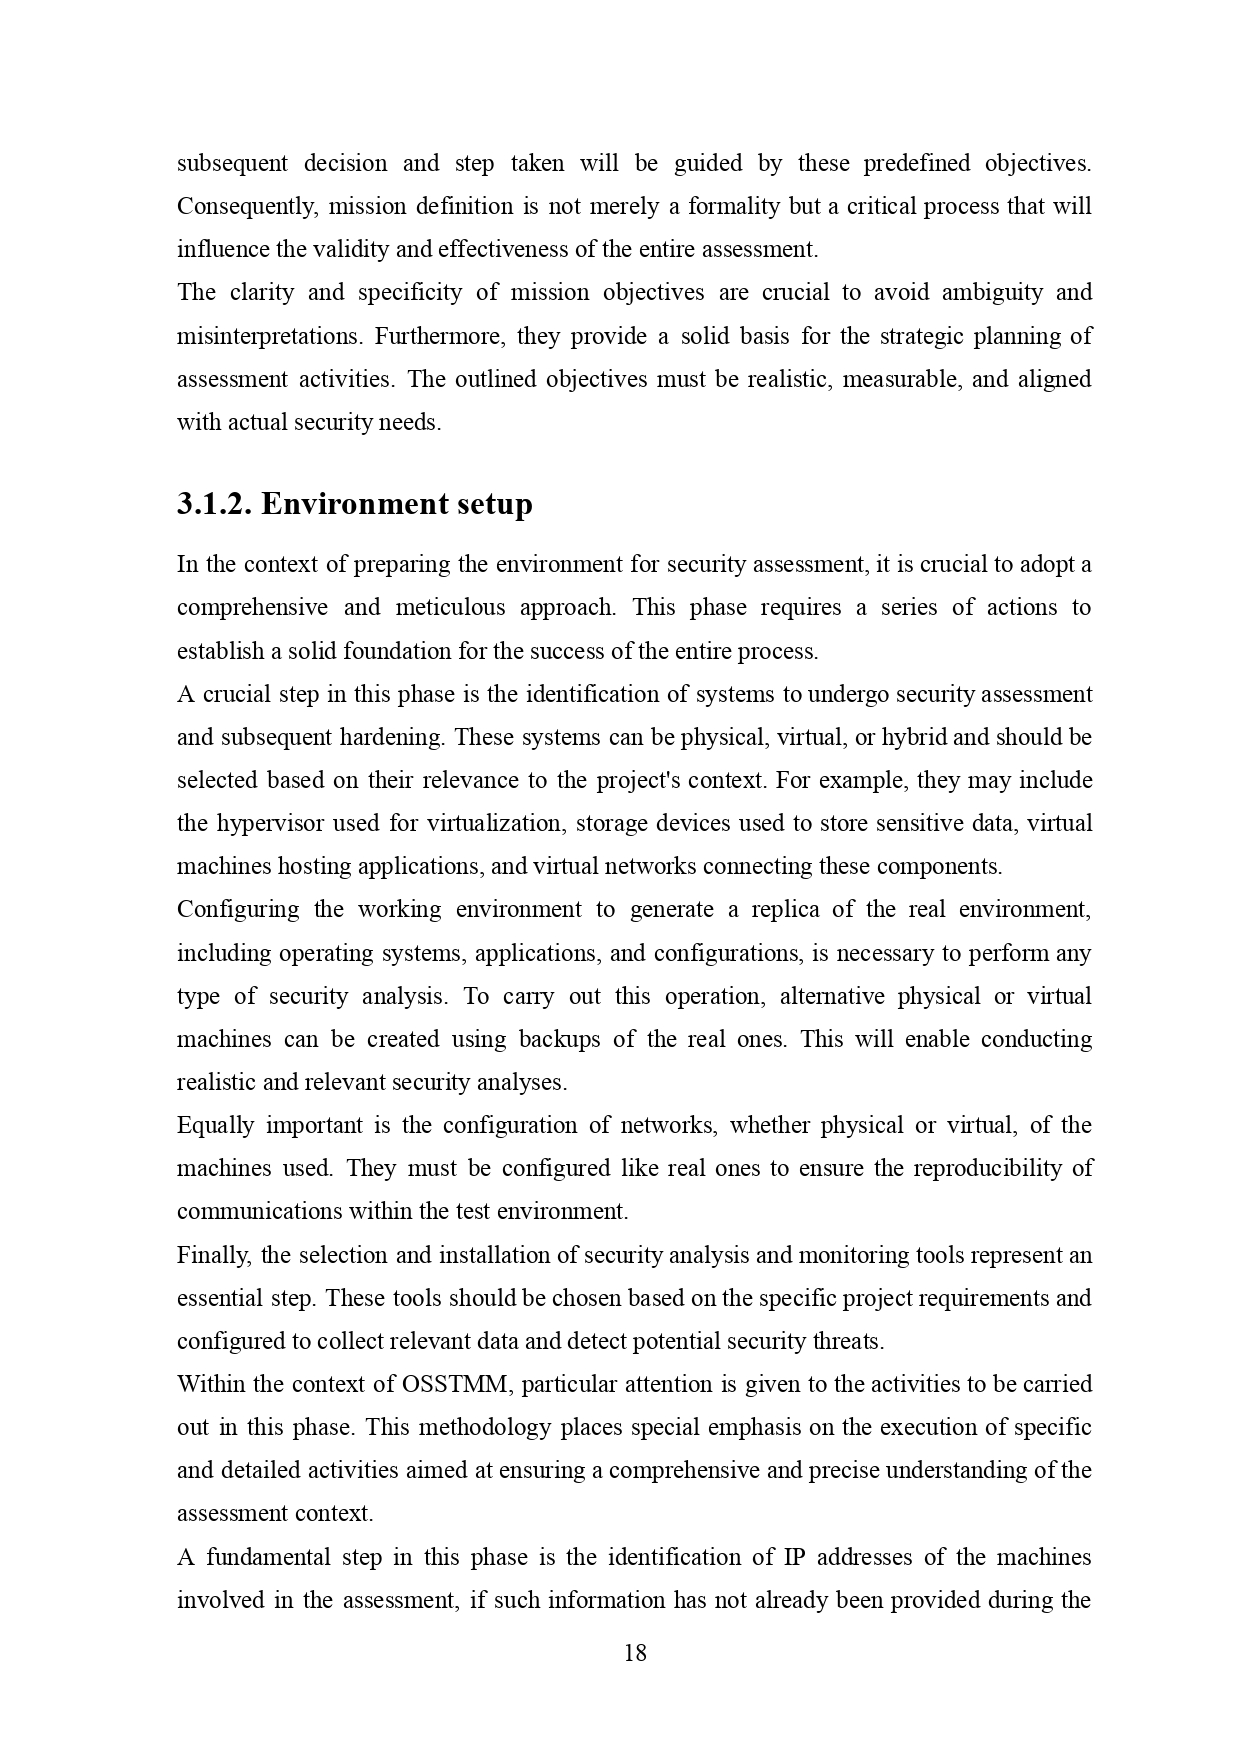 subsequent decision and step taken will be guided by these predefined objectives.
Consequently, mission definition is not merely a formality but a critical process that will
influence the validity and effectiveness of the entire assessment.
The clarity and specificity of mission objectives are crucial to avoid ambiguity and
misinterpretations. Furthermore, they provide a solid basis for the strategic planning of
assessment activities. The outlined objectives must be realistic, measurable, and aligned
with actual security needs.
3.1.2. Environment setup
In the context of preparing the environment for security assessment, it is crucial to adopt a
comprehensive and meticulous approach. This phase requires a series of actions to
establish a solid foundation for the success of the entire process.
A crucial step in this phase is the identification of systems to undergo security assessment
and subsequent hardening. These systems can be physical, virtual, or hybrid and should be
selected based on their relevance to the project's context. For example, they may include
the hypervisor used for virtualization, storage devices used to store sensitive data, virtual
machines hosting applications, and virtual networks connecting these components.
Configuring the working environment to generate a replica of the real environment,
including operating systems, applications, and configurations, is necessary to perform any
type of security analysis. To carry out this operation, alternative physical or virtual
machines can be created using backups of the real ones. This will enable conducting
realistic and relevant security analyses.
Equally important is the configuration of networks, whether physical or virtual, of the
machines used. They must be configured like real ones to ensure the reproducibility of
communications within the test environment.
Finally, the selection and installation of security analysis and monitoring tools represent an
essential step. These tools should be chosen based on the specific project requirements and
configured to collect relevant data and detect potential security threats.
Within the context of OSSTMM, particular attention is given to the activities to be carried
out in this phase. This methodology places special emphasis on the execution of specific
and detailed activities aimed at ensuring a comprehensive and precise understanding of the
assessment context.
A fundamental step in this phase is the identification of IP addresses of the machines
involved in the assessment, if such information has not already been provided during the
18